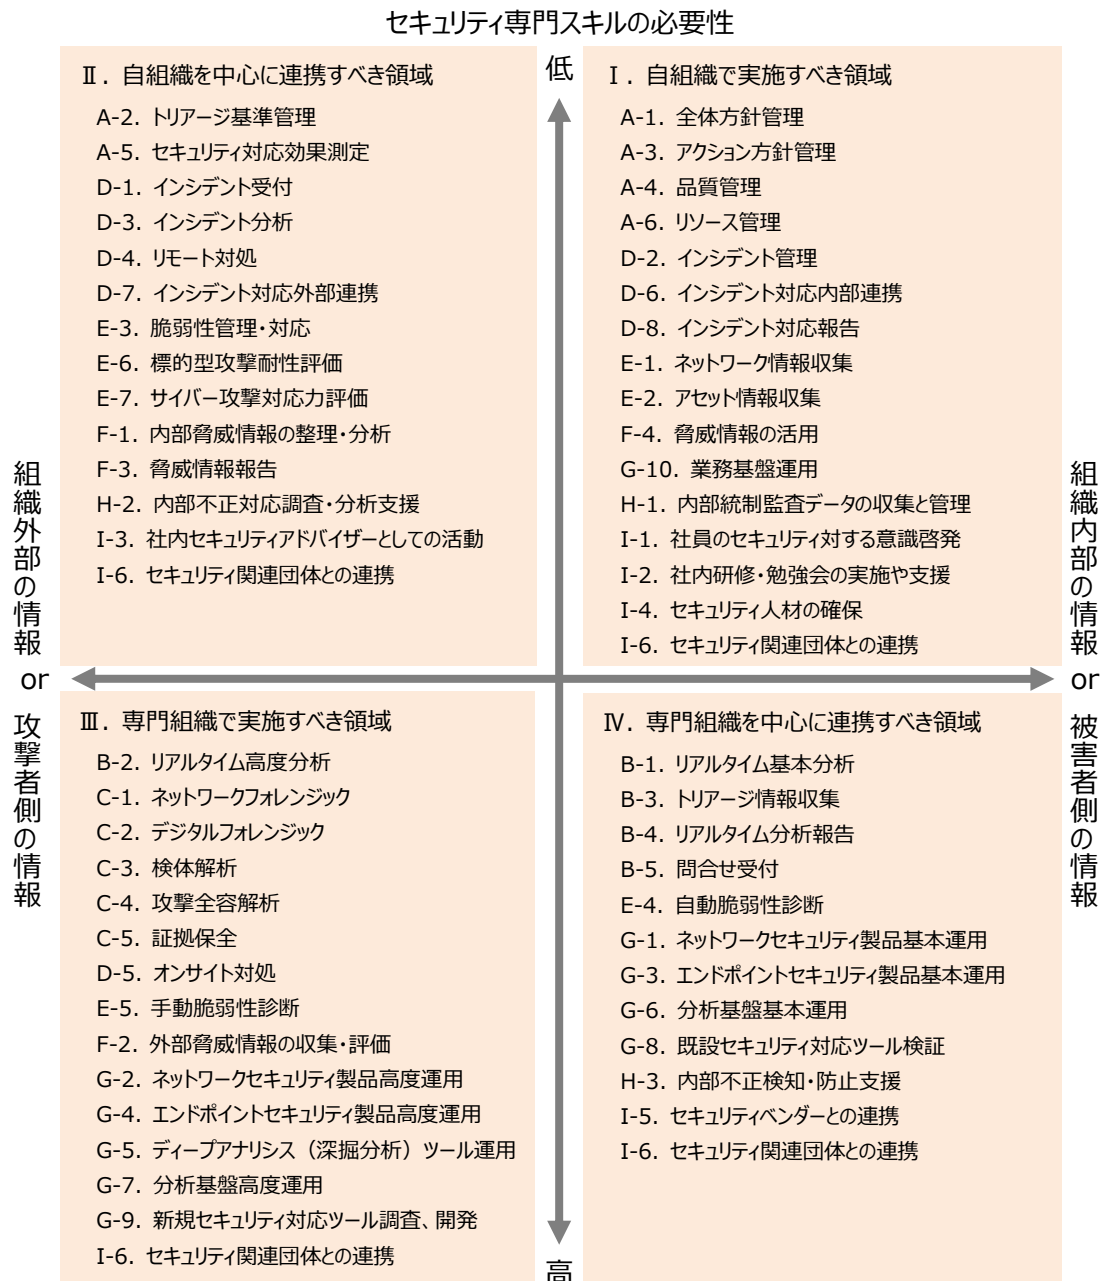 セキュリティ専門スキルの必要性
低
Ⅱ. 自組織を中心に連携すべき領域
A-2. トリアージ基準管理
A-5. セキュリティ対応効果測定
D-1. インシデント受付
D-3. インシデント分析
D-4. リモート対処
D-7. インシデント対応外部連携
E-3. 脆弱性管理・対応
E-6. 標的型攻撃耐性評価
E-7. サイバー攻撃対応力評価
F-1. 内部脅威情報の整理・分析
F-3. 脅威情報報告
H-2. 内部不正対応調査・分析支援
I-3. 社内セキュリティアドバイザーとしての活動
I-6. セキュリティ関連団体との連携
Ⅰ. 自組織で実施すべき領域
A-1. 全体方針管理
A-3. アクション方針管理
A-4. 品質管理
A-6. リソース管理
D-2. インシデント管理
D-6. インシデント対応内部連携
D-8. インシデント対応報告
E-1. ネットワーク情報収集
E-2. アセット情報収集
F-4. 脅威情報の活用
G-10. 業務基盤運用
H-1. 内部統制監査データの収集と管理
I-1. 社員のセキュリティ対する意識啓発
I-2. 社内研修・勉強会の実施や支援
I-4. セキュリティ人材の確保
I-6. セキュリティ関連団体との連携
組織外部の情報
or
攻撃者側の情報
組織内部の情報
or
被害者側の情報
Ⅲ. 専門組織で実施すべき領域
B-2. リアルタイム高度分析
C-1. ネットワークフォレンジック
C-2. デジタルフォレンジック
C-3. 検体解析
C-4. 攻撃全容解析
C-5. 証拠保全
D-5. オンサイト対処
E-5. 手動脆弱性診断
F-2. 外部脅威情報の収集・評価
G-2. ネットワークセキュリティ製品高度運用
G-4. エンドポイントセキュリティ製品高度運用
G-5. ディープアナリシス（深掘分析）ツール運用
G-7. 分析基盤高度運用
G-9. 新規セキュリティ対応ツール調査、開発
I-6. セキュリティ関連団体との連携
Ⅳ. 専門組織を中心に連携すべき領域
B-1. リアルタイム基本分析
B-3. トリアージ情報収集
B-4. リアルタイム分析報告
B-5. 問合せ受付
E-4. 自動脆弱性診断
G-1. ネットワークセキュリティ製品基本運用
G-3. エンドポイントセキュリティ製品基本運用
G-6. 分析基盤基本運用
G-8. 既設セキュリティ対応ツール検証
H-3. 内部不正検知・防止支援
I-5. セキュリティベンダーとの連携
I-6. セキュリティ関連団体との連携
高